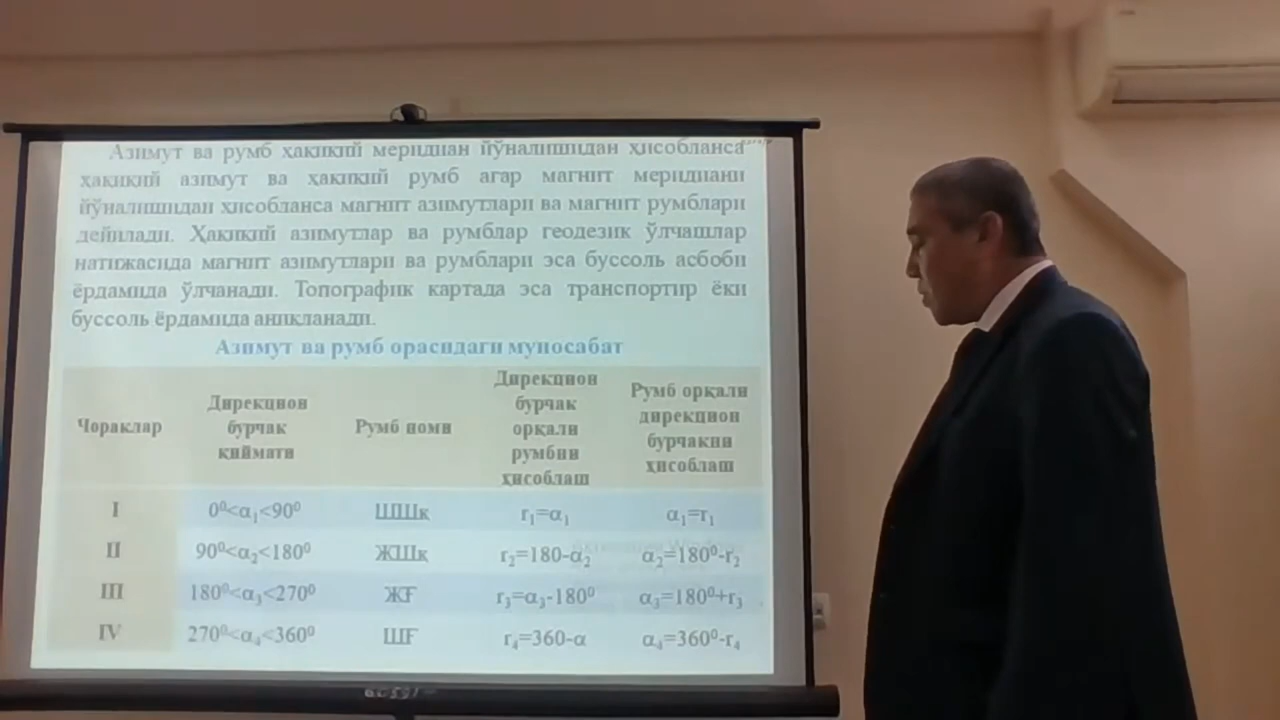 Азимут ва румб ҳақиқий меридиан йўналишидан ҳисобланса
ҳақиқий азимут ва ҳақиқий румб агар магнит меридиани
йўналишидан ҳисобланса магнит азимутлари ва магнит румблари
дейилади. Ҳақиқий азимутлар ва румблар геодезик ўлчашлар
натижасида магнит азимутлари ва румблари эса буссоль асбоби
ёрдамида ўлчанади. Топографик картада эса транспортир ёки
буссоль ёрдамида аниқланади.
Азимут ва румб орасидаги муносабат
Чораклар
Дирекцион
бурчак
қиймати
Румб номи
Дирекцион
бурчак
орқали
румбни
ҳисоблаш
Румб орқали
дирекцион
бурчакни
ҳисоблаш
I 0⁰<α₁<90⁰ ШШқ r₁=α₁ α₁=r₁
II 90⁰<α₂<180⁰ ЖШқ r₂=180-α₂ α₂=180⁰-r₂
III 180⁰<α₃<270⁰ ЖҒ r₃=α₃-180⁰ α₃=180⁰+r₃
IV 270⁰<α₄<360⁰ ШҒ r₄=360-α α₄=360⁰-r₄